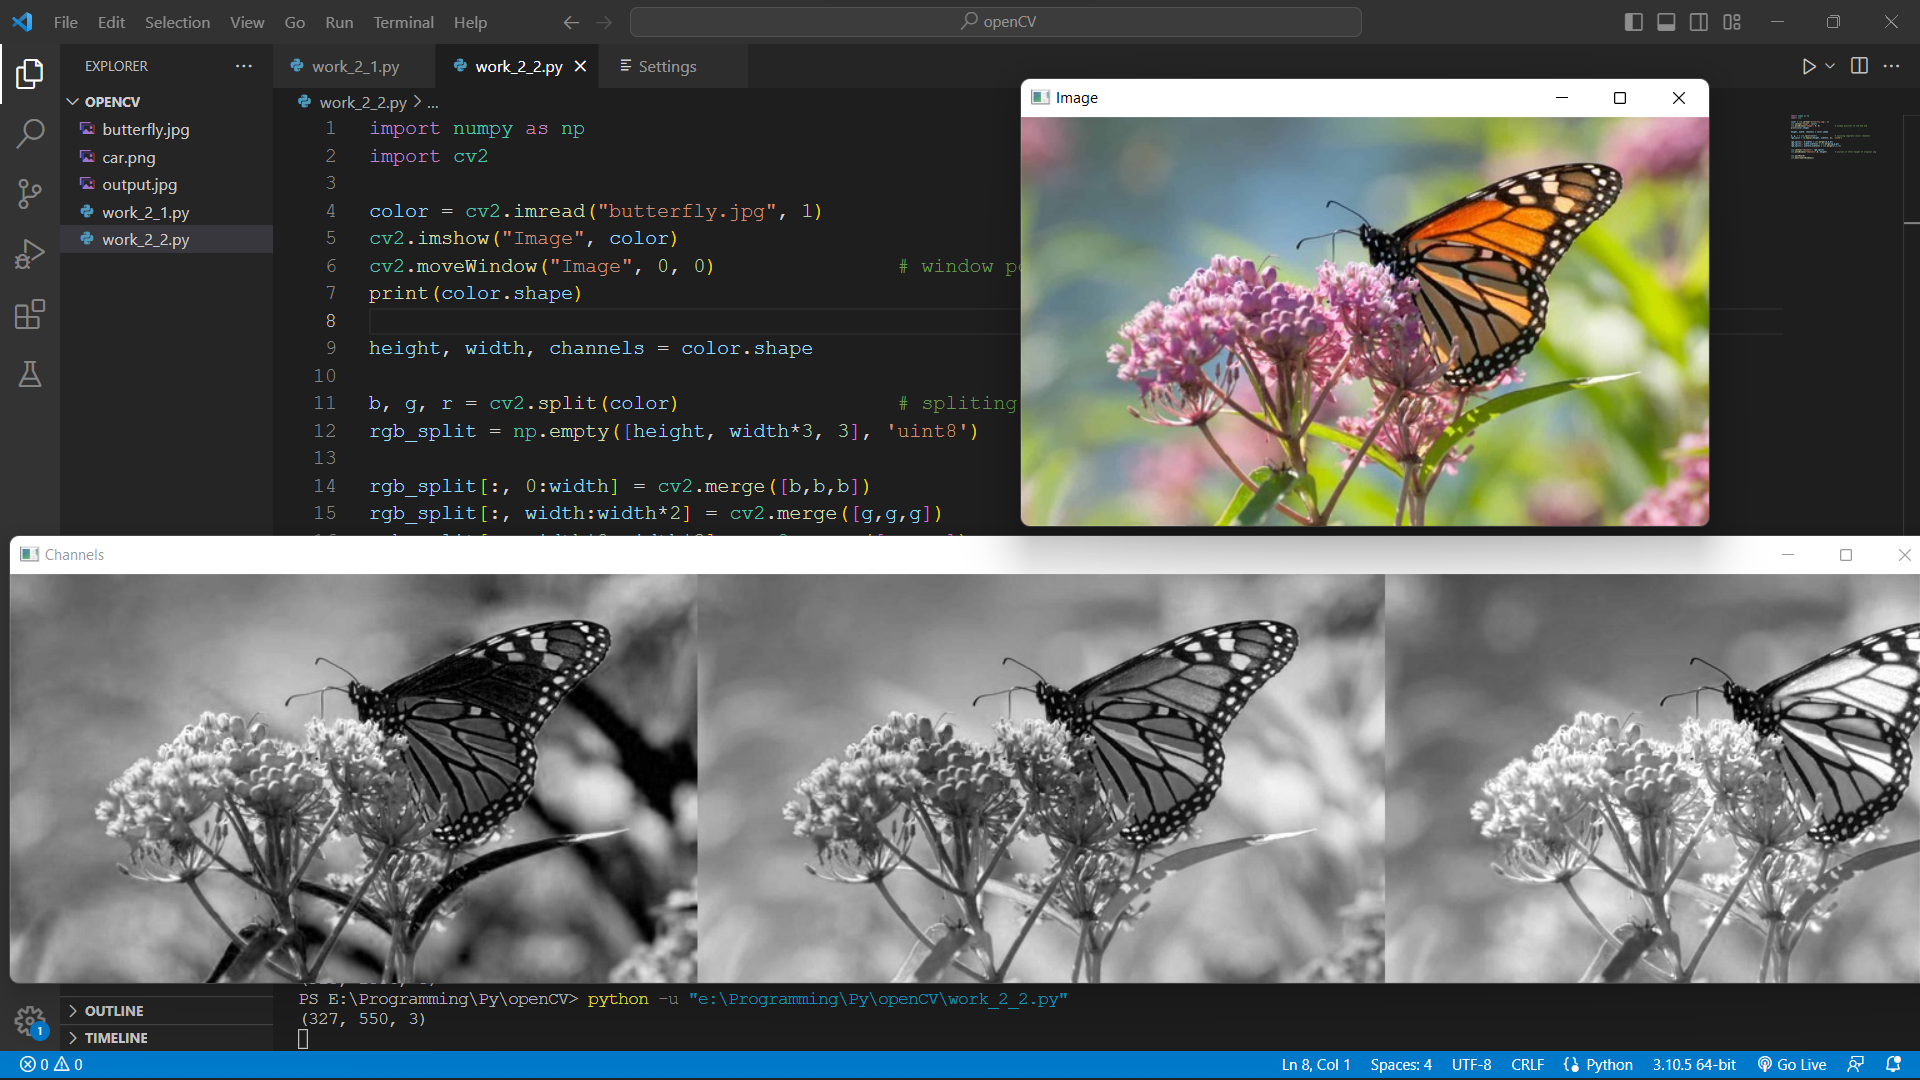 File Edit Selection View Go Run Terminal Help
openCV
EXPLORER
OPENCV
butterfly.jpg
car.png
output.jpg
work_2_1.py
work_2_2.py
work_2_1.py
work_2_2.py
Settings
work_2_2.py > ...
1 import numpy as np
2 import cv2
3
4 color = cv2.imread("butterfly.jpg", 1)
5 cv2.imshow("Image", color)
6 cv2.moveWindow("Image", 0, 0) # window
7 print(color.shape)
8
9 height, width, channels = color.shape
10
11 b, g, r = cv2.split(color) # spliting
12 rgb_split = np.empty([height, width*3, 3], 'uint8')
13
14 rgb_split[:, 0:width] = cv2.merge([b,b,b])
15 rgb_split[:, width:width*2] = cv2.merge([g,g,g])
Image
Channels
PS E:\Programming\Py\openCV> python -u "e:\Programming\Py\openCV\work_2_2.py"
(327, 550, 3)
OUTLINE
TIMELINE
1
0 0
Ln 8, Col 1 Spaces: 4 UTF-8 CRLF Python 3.10.5 64-bit Go Live